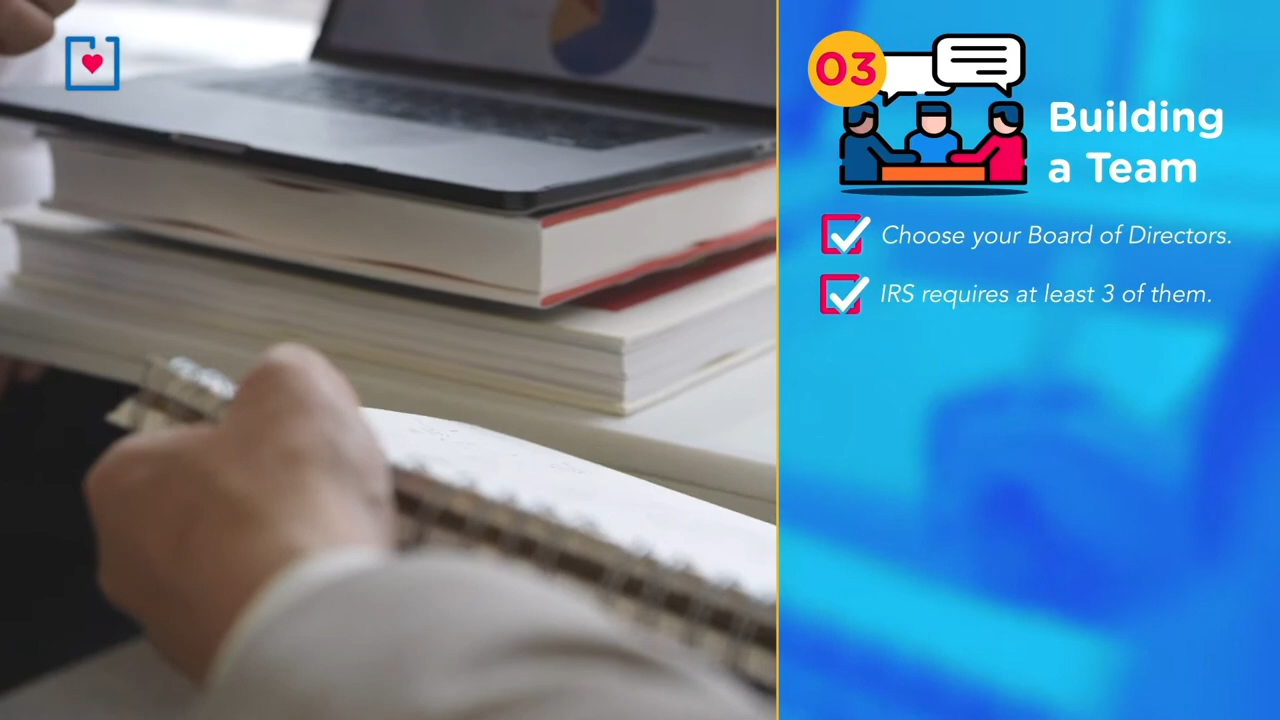 03
Building
a Team
Choose your Board of Directors.
IRS requires at least 3 of them.